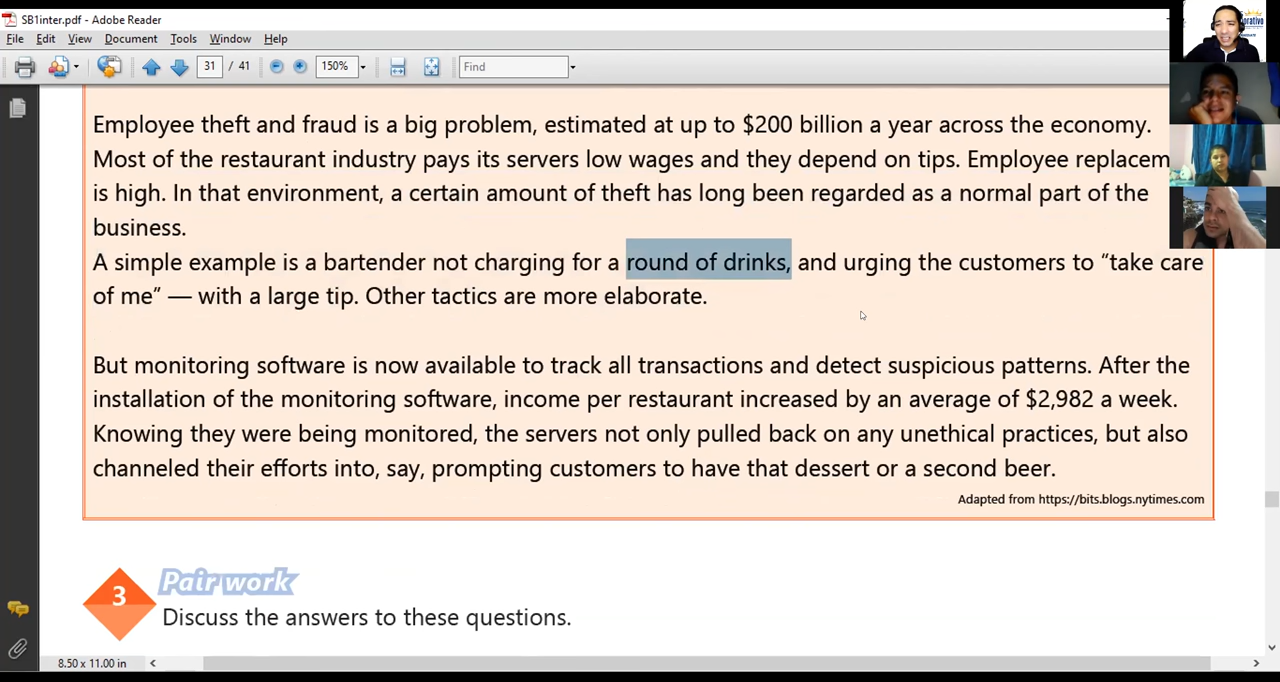 SB1inter.pdf - Adobe Reader
File Edit View Document Tools Window Help
31 / 41 150% Find
Employee theft and fraud is a big problem, estimated at up to $200 billion a year across the economy.
Most of the restaurant industry pays its servers low wages and they depend on tips. Employee replacem
is high. In that environment, a certain amount of theft has long been regarded as a normal part of the
business.
A simple example is a bartender not charging for a round of drinks, and urging the customers to “take care
of me” — with a large tip. Other tactics are more elaborate.
But monitoring software is now available to track all transactions and detect suspicious patterns. After the
installation of the monitoring software, income per restaurant increased by an average of $2,982 a week.
Knowing they were being monitored, the servers not only pulled back on any unethical practices, but also
channeled their efforts into, say, prompting customers to have that dessert or a second beer.
Adapted from https://bits.blogs.nytimes.com
3 Pair work
Discuss the answers to these questions.
8.50 x 11.00 in